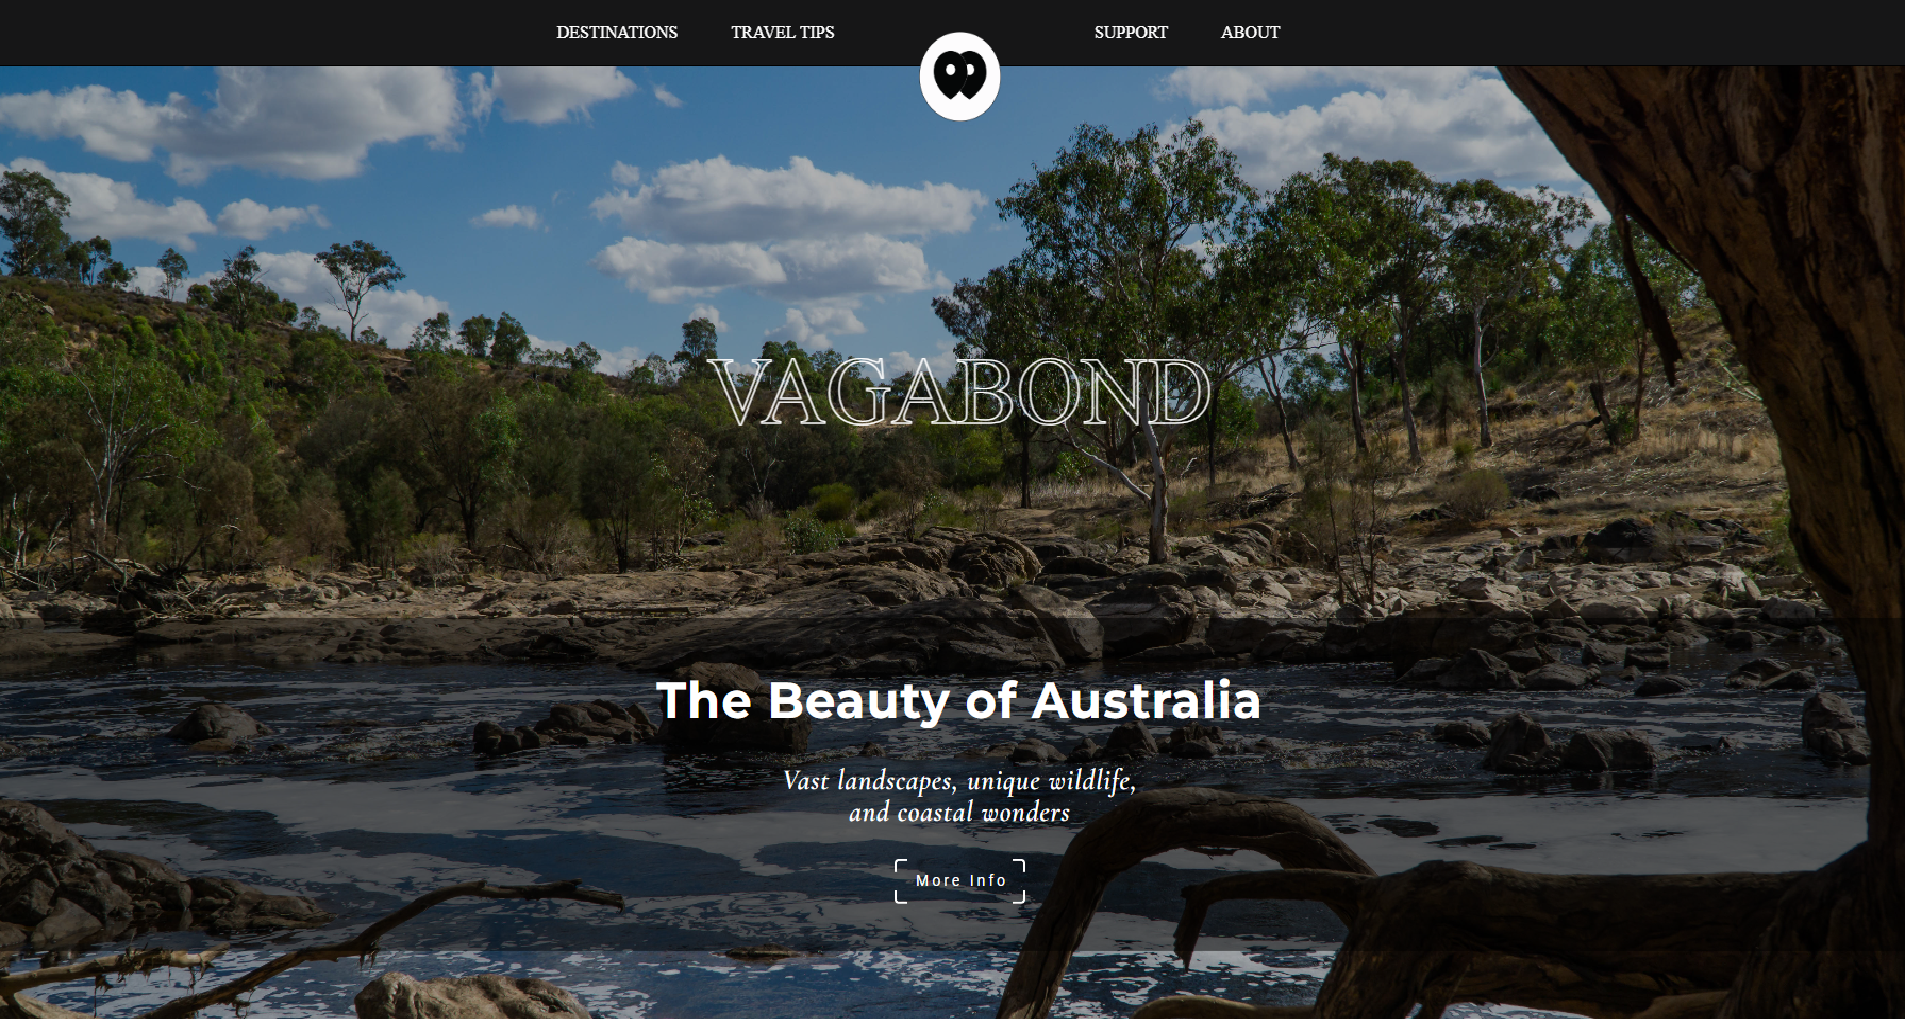 DESTINATIONS
TRAVEL TIPS
SUPPORT
ABOUT
VAGABOND
The Beauty of Australia
Vast landscapes, unique wildlife,
and coastal wonders
More Info